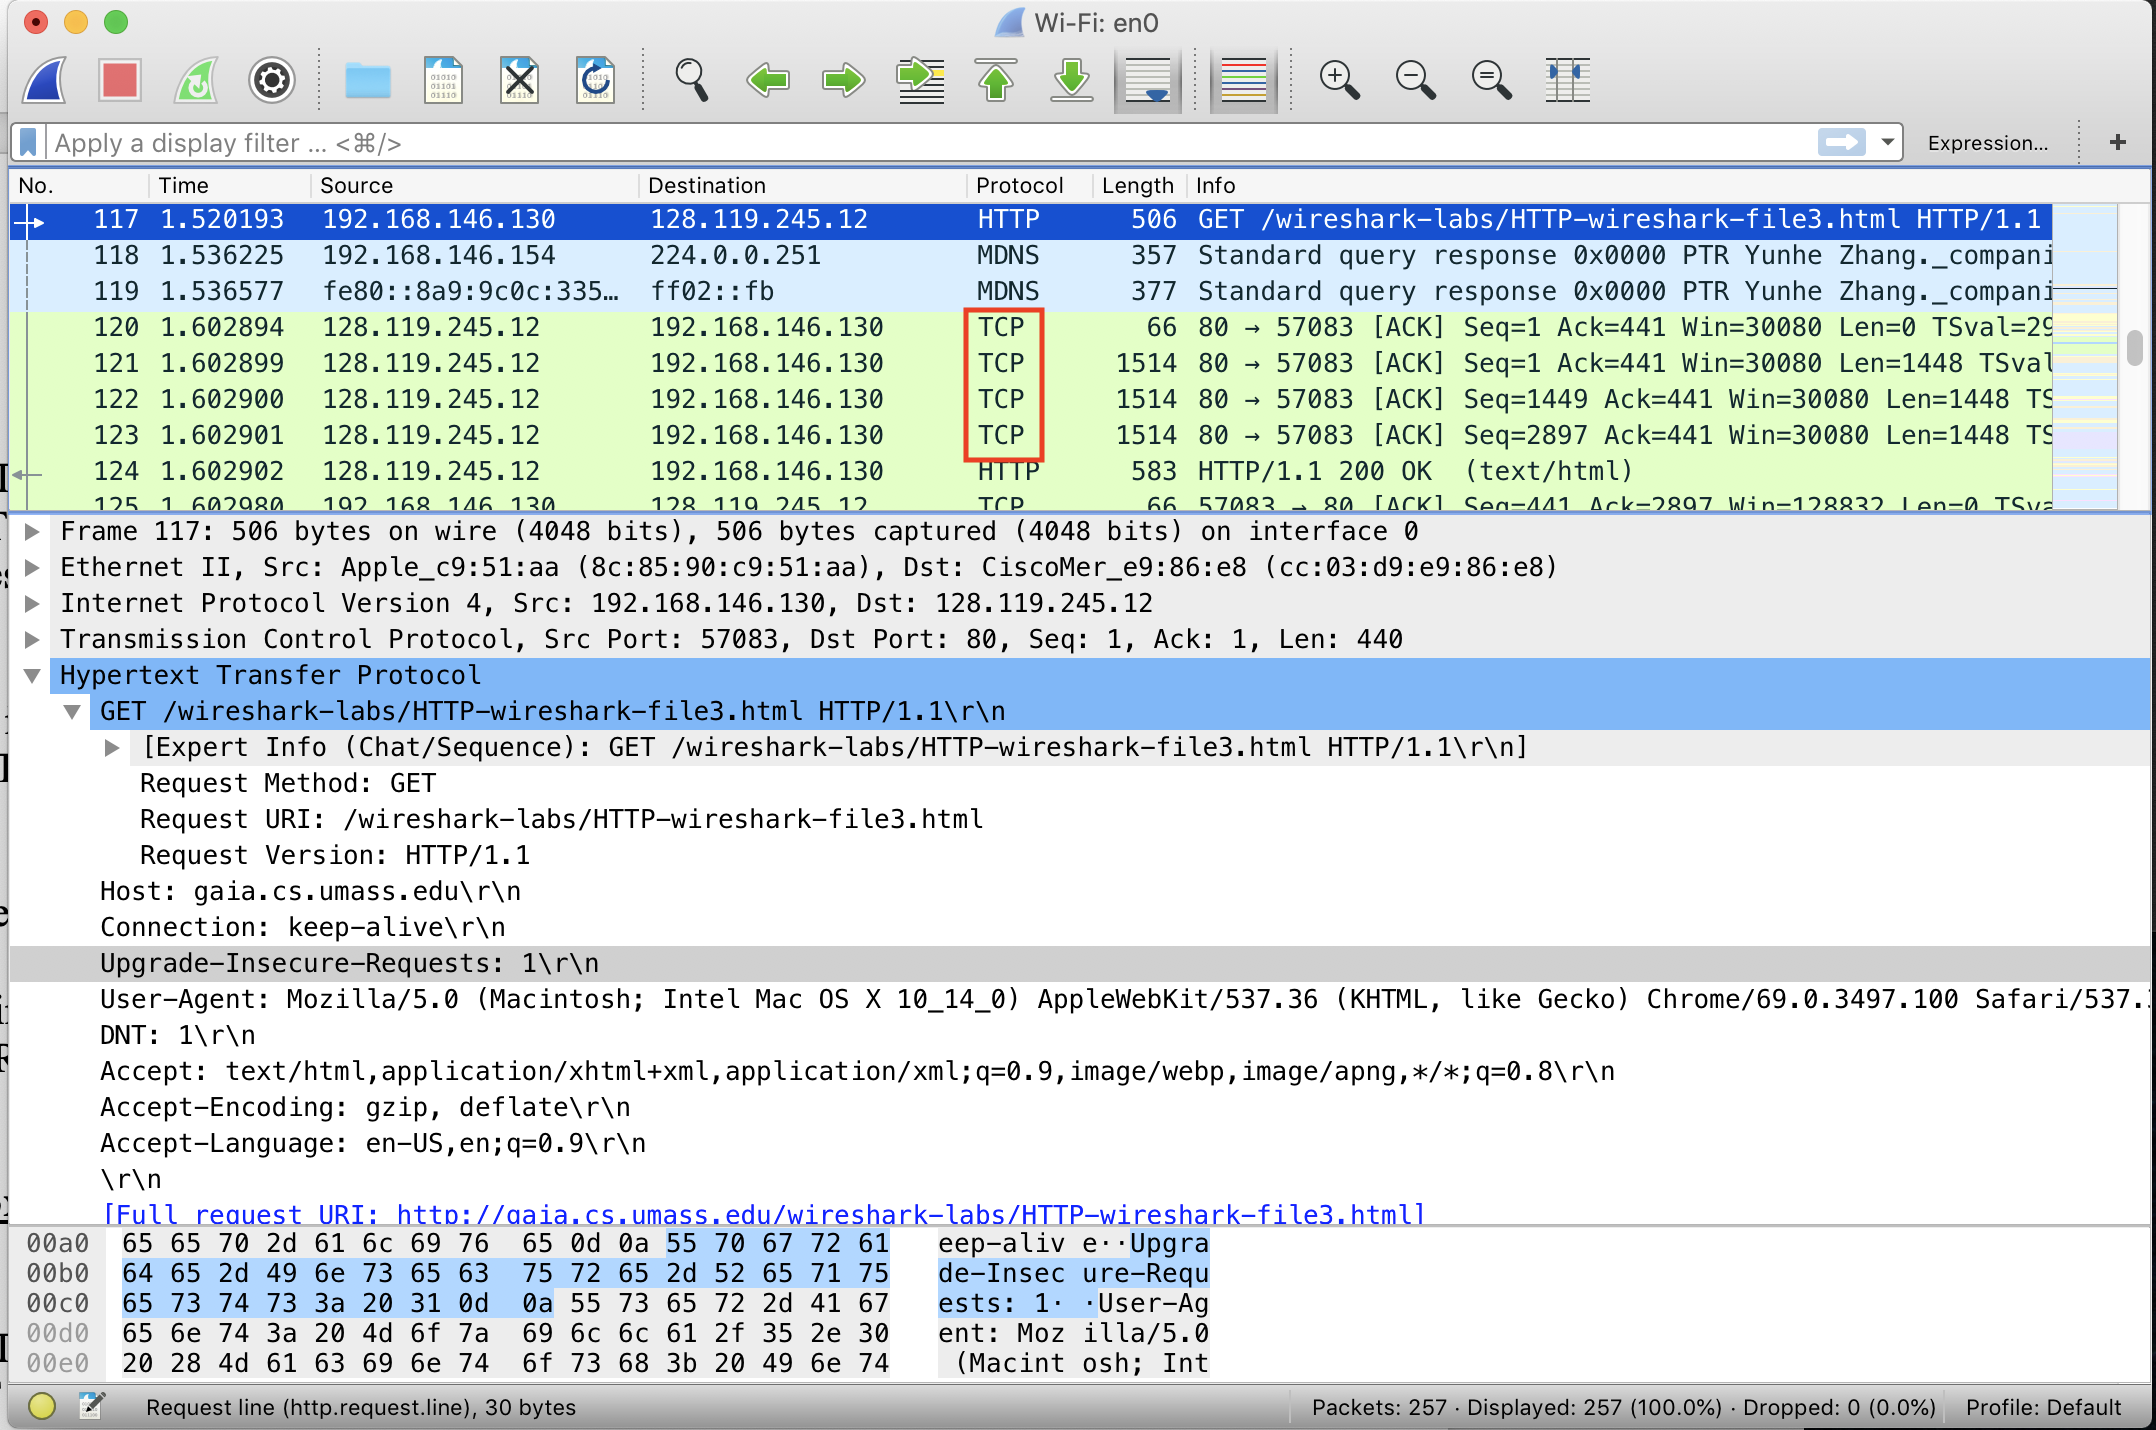 Wi-Fi: en0
Apply a display filter ... <⌘/>
Expression...
+
No. Time Source Destination Protocol Length Info
117 1.520193 192.168.146.130 128.119.245.12 HTTP 506 GET /wireshark-labs/HTTP-wireshark-file3.html HTTP/1.1
118 1.536225 192.168.146.154 224.0.0.251 MDNS 357 Standard query response 0x0000 PTR Yunhe Zhang._compani
119 1.536577 fe80::8a9:9c0c:335… ff02::fb MDNS 377 Standard query response 0x0000 PTR Yunhe Zhang._compani
120 1.602894 128.119.245.12 192.168.146.130 TCP 66 80 → 57083 [ACK] Seq=1 Ack=441 Win=30080 Len=0 TSval=29
121 1.602899 128.119.245.12 192.168.146.130 TCP 1514 80 → 57083 [ACK] Seq=1 Ack=441 Win=30080 Len=1448 TSval
122 1.602900 128.119.245.12 192.168.146.130 TCP 1514 80 → 57083 [ACK] Seq=1449 Ack=441 Win=30080 Len=1448 TS
123 1.602901 128.119.245.12 192.168.146.130 TCP 1514 80 → 57083 [ACK] Seq=2897 Ack=441 Win=30080 Len=1448 TS
124 1.602902 128.119.245.12 192.168.146.130 HTTP 583 HTTP/1.1 200 OK (text/html)
125 1.602980 192.168.146.130 128.119.245.12 TCP 66 57083 → 80 [ACK] Seq=441 Ack=2897 Win=128832 Len=0 TSva
Frame 117: 506 bytes on wire (4048 bits), 506 bytes captured (4048 bits) on interface 0
Ethernet II, Src: Apple_c9:51:aa (8c:85:90:c9:51:aa), Dst: CiscoMer_e9:86:e8 (cc:03:d9:e9:86:e8)
Internet Protocol Version 4, Src: 192.168.146.130, Dst: 128.119.245.12
Transmission Control Protocol, Src Port: 57083, Dst Port: 80, Seq: 1, Ack: 1, Len: 440
Hypertext Transfer Protocol
GET /wireshark-labs/HTTP-wireshark-file3.html HTTP/1.1\r\n
[Expert Info (Chat/Sequence): GET /wireshark-labs/HTTP-wireshark-file3.html HTTP/1.1\r\n]
Request Method: GET
Request URI: /wireshark-labs/HTTP-wireshark-file3.html
Request Version: HTTP/1.1
Host: gaia.cs.umass.edu\r\n
Connection: keep-alive\r\n
Upgrade-Insecure-Requests: 1\r\n
User-Agent: Mozilla/5.0 (Macintosh; Intel Mac OS X 10_14_0) AppleWebKit/537.36 (KHTML, like Gecko) Chrome/69.0.3497.100 Safari/537.3
DNT: 1\r\n
Accept: text/html,application/xhtml+xml,application/xml;q=0.9,image/webp,image/apng,*/*;q=0.8\r\n
Accept-Encoding: gzip, deflate\r\n
Accept-Language: en-US,en;q=0.9\r\n
\r\n
[Full request URI: http://gaia.cs.umass.edu/wireshark-labs/HTTP-wireshark-file3.html]
00a0 65 65 70 2d 61 6c 69 76 65 0d 0a 55 70 67 72 61 eep-aliv e··Upgra
00b0 64 65 2d 49 6e 73 65 63 75 72 65 2d 52 65 71 75 de-Insec ure-Requ
00c0 65 73 74 73 3a 20 31 0d 0a 55 73 65 72 2d 41 67 ests: 1· ·User-Ag
00d0 65 6e 74 3a 20 4d 6f 7a 69 6c 6c 61 2f 35 2e 30 ent: Moz illa/5.0
00e0 20 28 4d 61 63 69 6e 74 6f 73 68 3b 20 49 6e 74 (Macint osh; Int
Request line (http.request.line), 30 bytes
Packets: 257 · Displayed: 257 (100.0%) · Dropped: 0 (0.0%)
Profile: Default